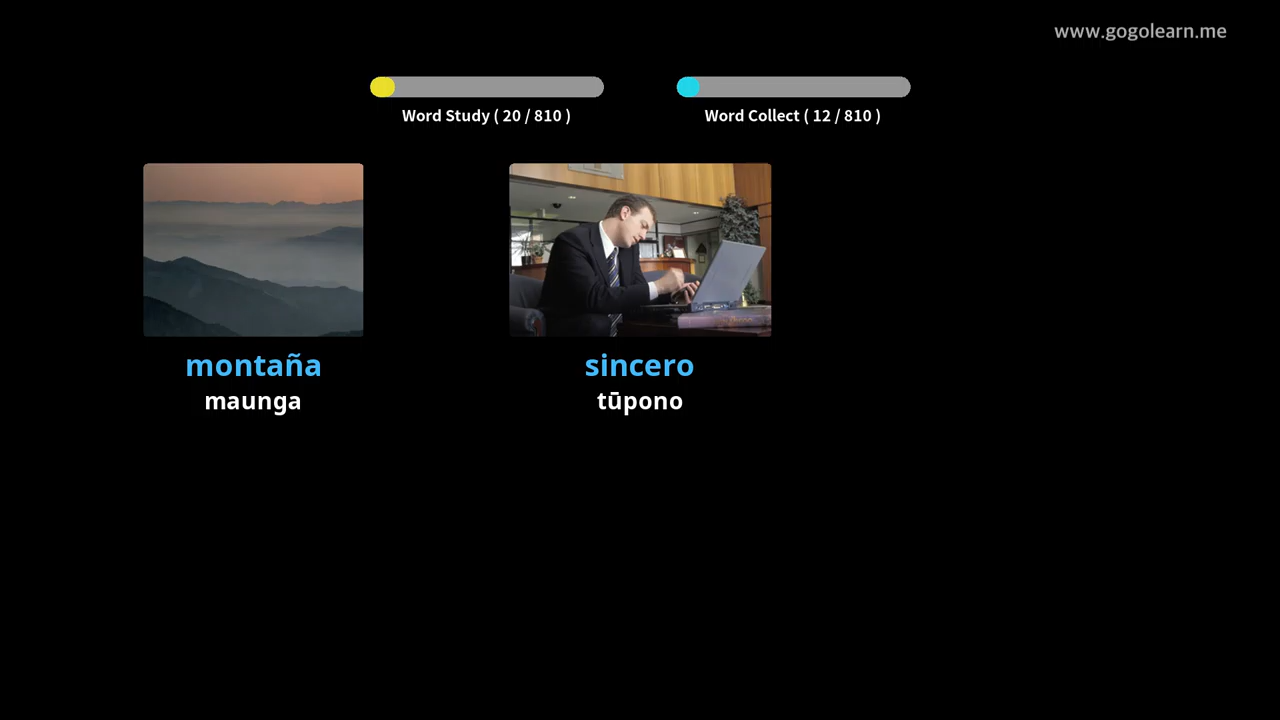 www.gogolearn.me
Word Study ( 20 / 810 )
Word Collect ( 12 / 810 )
montaña
maunga
sincero
tūpono